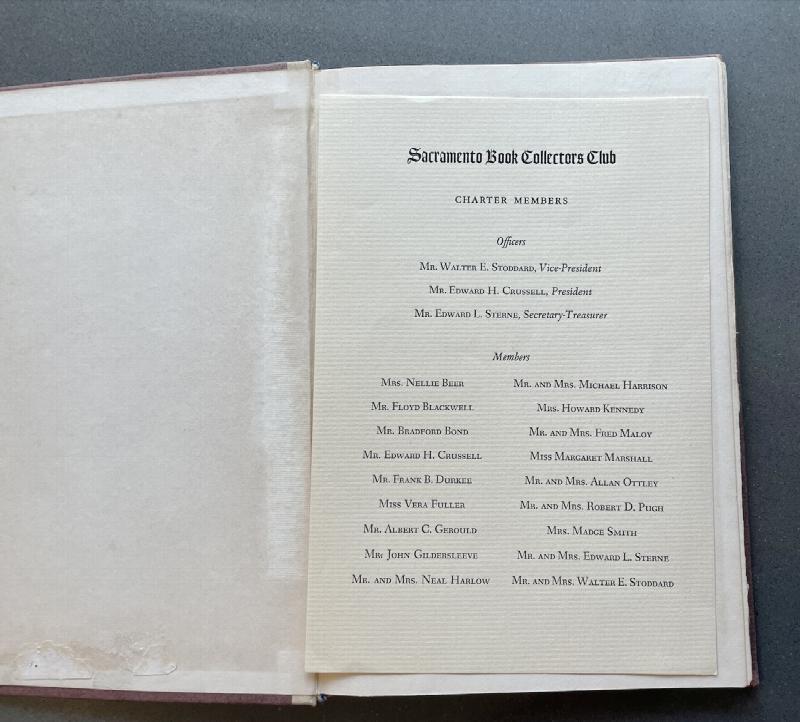 Sacramento Book Collectors Club
CHARTER MEMBERS
Officers
Mr. Walter E. Stoddard, Vice-President
Mr. Edward H. Crussell, President
Mr. Edward L. Sterne, Secretary-Treasurer
Members
Mrs. Nellie Beer
Mr. Floyd Blackwell
Mr. Bradford Bond
Mr. Edward H. Crussell
Mr. Frank B. Durkee
Miss Vera Fuller
Mr. Albert C. Gerould
Mr. John Gildersleeve
Mr. and Mrs. Neal Harlow
Mr. and Mrs. Michael Harrison
Mrs. Howard Kennedy
Mr. and Mrs. Fred Maloy
Miss Margaret Marshall
Mr. and Mrs. Allan Ottley
Mr. and Mrs. Robert D. Pugh
Mrs. Madge Smith
Mr. and Mrs. Edward L. Sterne
Mr. and Mrs. Walter E. Stoddard